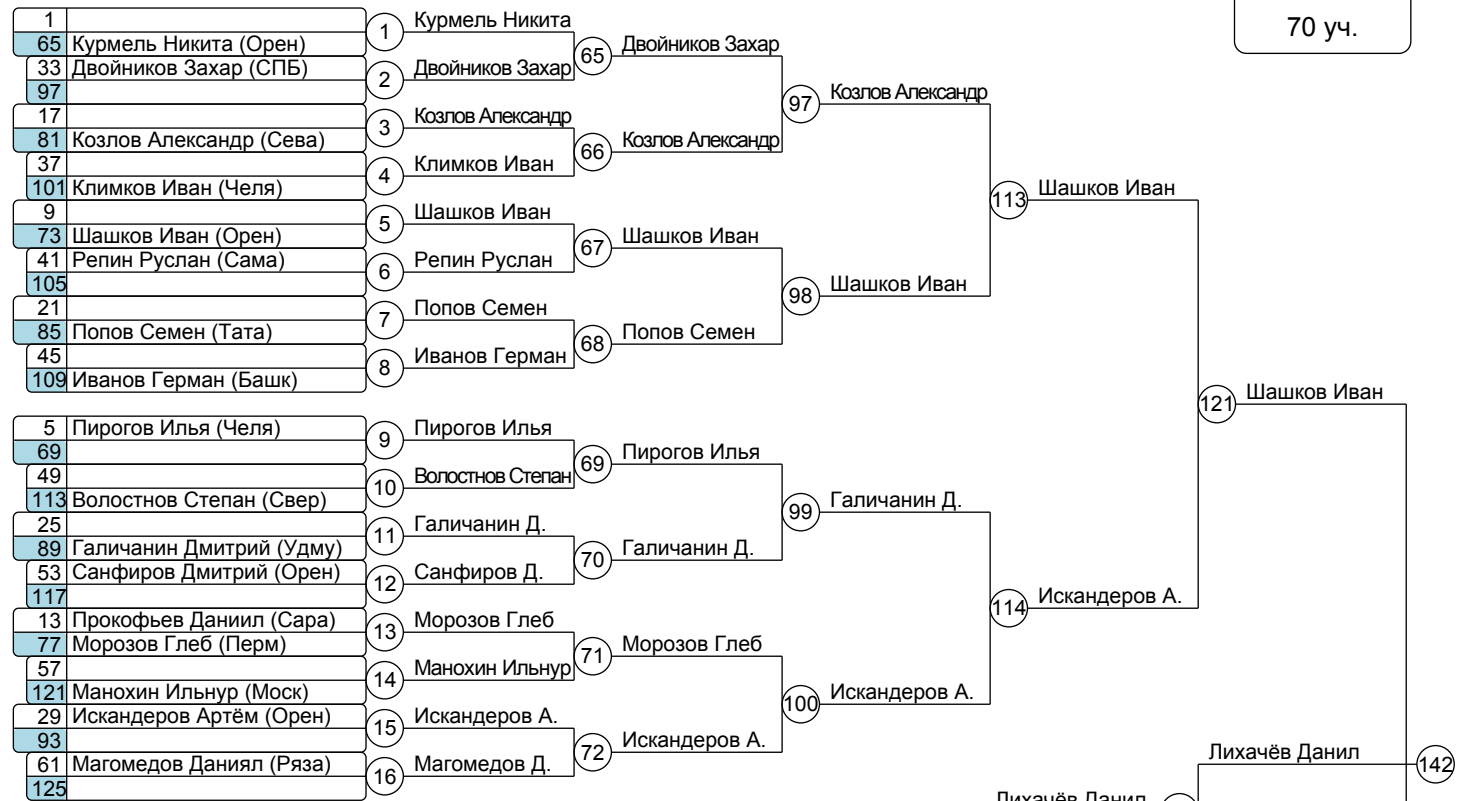 70 уч.
1
65 Курмель Никита (Орен)
33 Двойников Захар (СПБ)
97
17
81 Козлов Александр (Сева)
37
101 Климков Иван (Челя)
9
73 Шашков Иван (Орен)
41 Репин Руслан (Сама)
105
21
85 Попов Семен (Тата)
45
109 Иванов Герман (Башк)
5 Пирогов Илья (Челя)
69
49
113 Волостнов Степан (Свер)
25
89 Галичанин Дмитрий (Удму)
53 Санфиров Дмитрий (Орен)
117
13 Прокофьев Даниил (Сара)
77 Морозов Глеб (Перм)
57
121 Манохин Ильнур (Моск)
29 Искандеров Артём (Орен)
93
61 Магомедов Даниял (Ряза)
125
1 Курмель Никита
2 Двойников Захар
3 Козлов Александр
4 Климков Иван
5 Шашков Иван
6 Репин Руслан
7 Попов Семен
8 Иванов Герман
9 Пирогов Илья
10 Волостнов Степан
11 Галичанин Д.
12 Санфиров Д.
13 Морозов Глеб
14 Манохин Ильнур
15 Искандеров А.
16 Магомедов Д.
65 Двойников Захар
66 Козлов Александр
67 Шашков Иван
68 Попов Семен
69 Пирогов Илья
70 Галичанин Д.
71 Морозов Глеб
72 Искандеров А.
97 Козлов Александр
98 Шашков Иван
99 Галичанин Д.
100 Искандеров А.
113 Шашков Иван
114 Искандеров А.
121 Шашков Иван
Лихачёв Данил
142
Лихачёв Данил